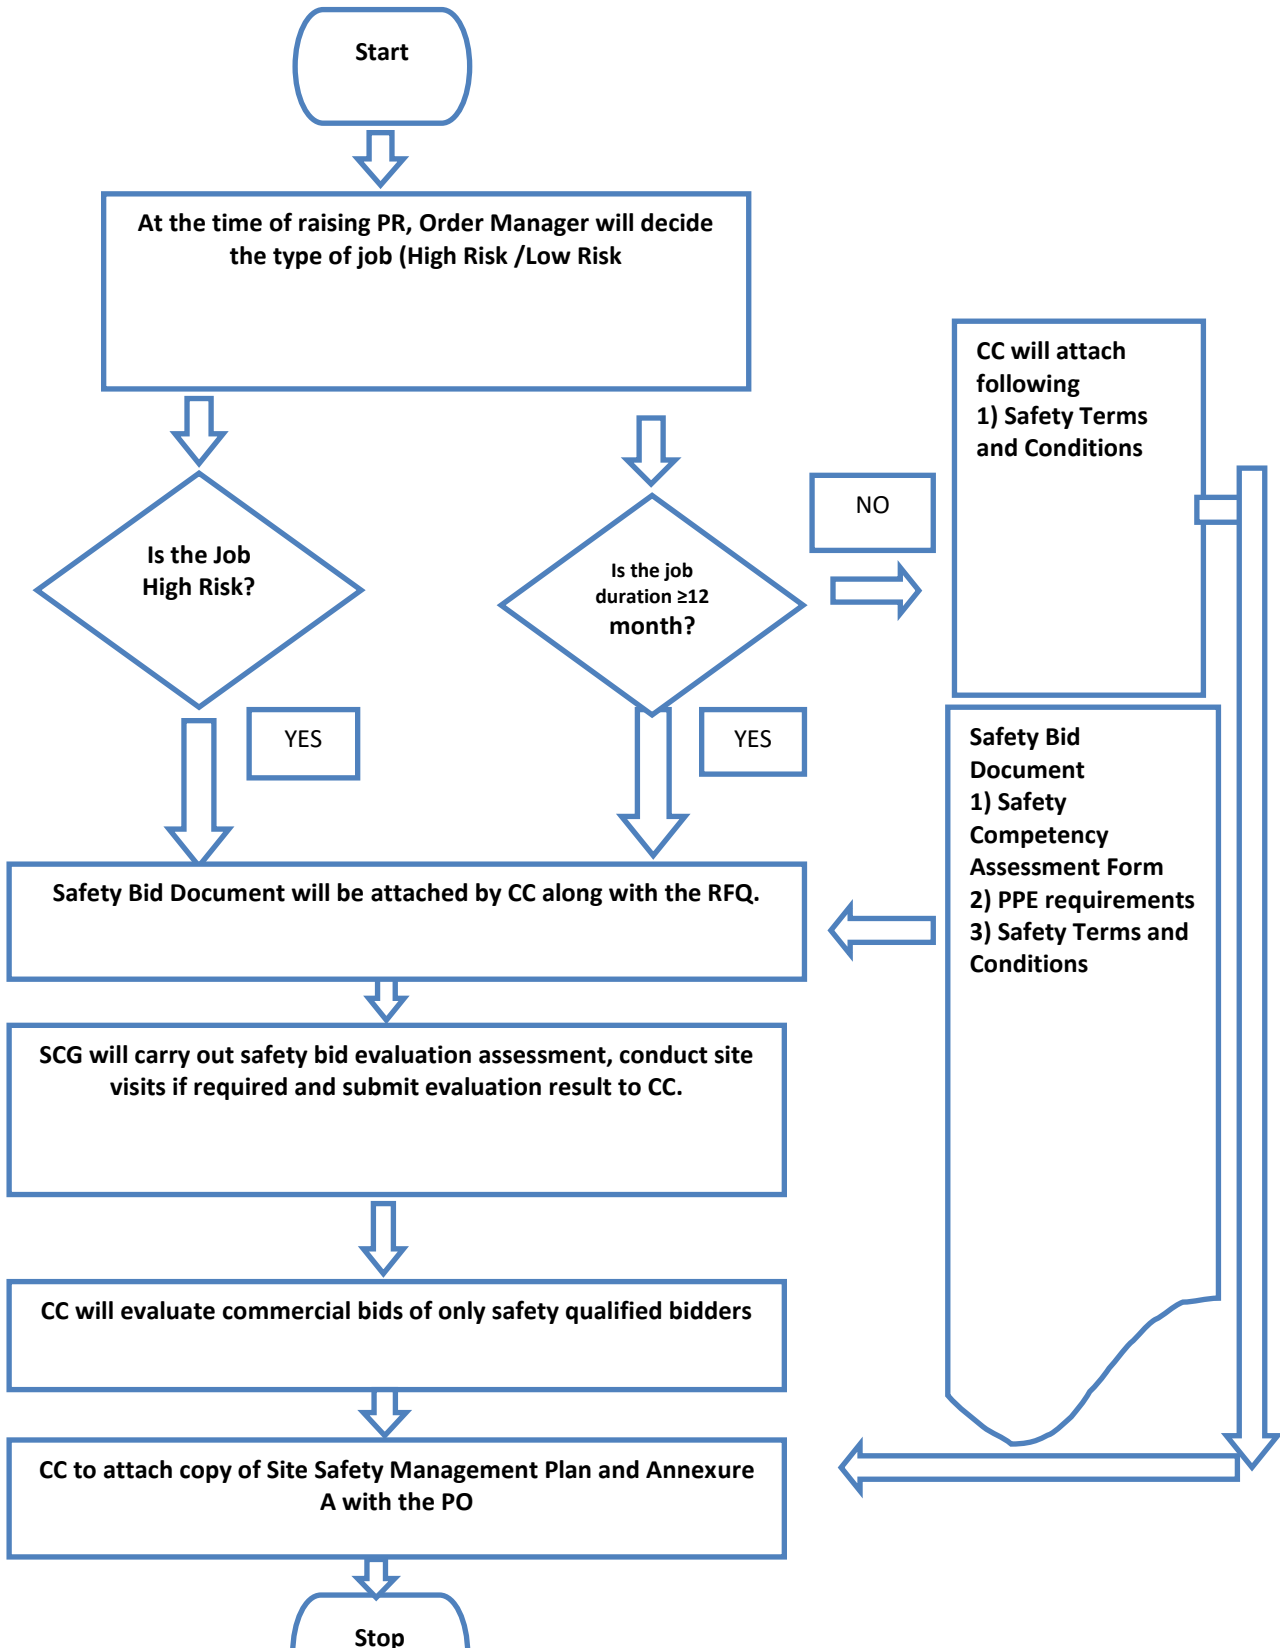 Start
At the time of raising PR, Order Manager will decide
the type of job (High Risk /Low Risk
CC will attach
following
1) Safety Terms
and Conditions
NO
Is the Job
High Risk?
Is the job
duration ≥12
month?
YES
YES
Safety Bid
Document
1) Safety
Competency
Assessment Form
2) PPE requirements
3) Safety Terms and
Conditions
Safety Bid Document will be attached by CC along with the RFQ.
SCG will carry out safety bid evaluation assessment, conduct site
visits if required and submit evaluation result to CC.
CC will evaluate commercial bids of only safety qualified bidders
CC to attach copy of Site Safety Management Plan and Annexure
A with the PO
Stop